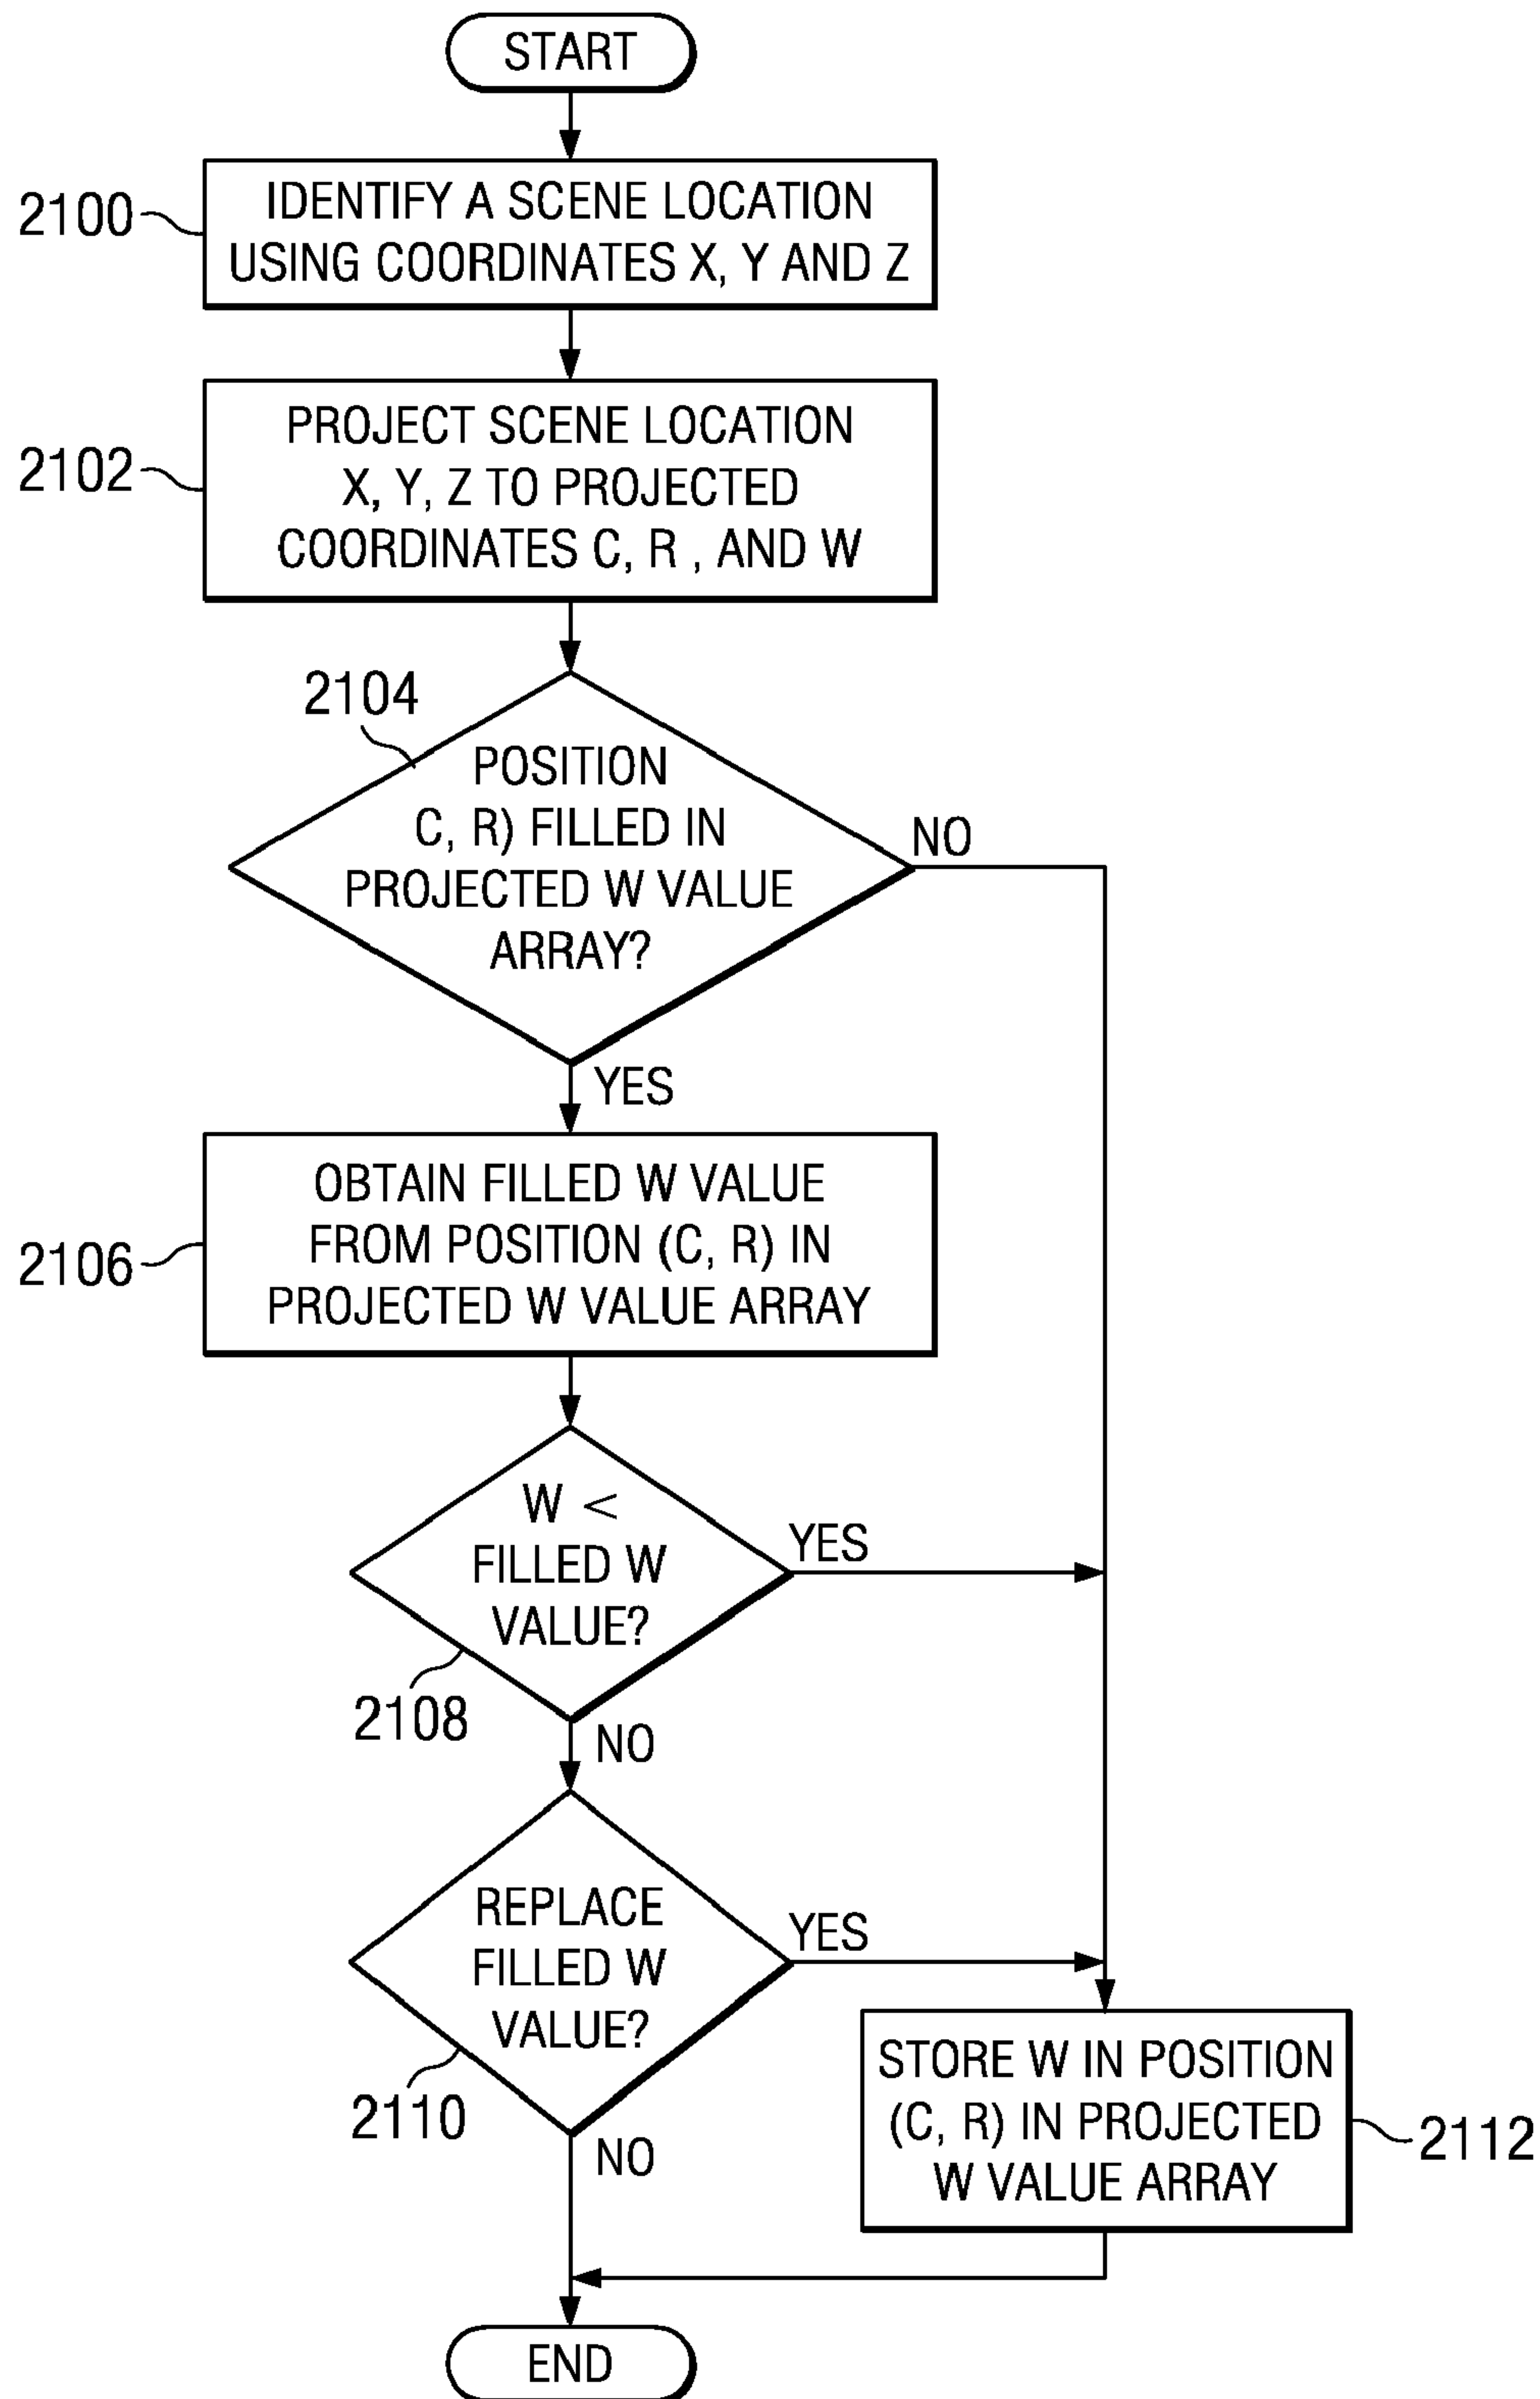 START
2100
IDENTIFY A SCENE LOCATION
USING COORDINATES X, Y AND Z
2102
PROJECT SCENE LOCATION
X, Y, Z TO PROJECTED
COORDINATES C, R , AND W
2104
POSITION
C, R) FILLED IN
PROJECTED W VALUE
ARRAY?
NO
YES
2106
OBTAIN FILLED W VALUE
FROM POSITION (C, R) IN
PROJECTED W VALUE ARRAY
W <
FILLED W
VALUE?
YES
2108
NO
REPLACE
FILLED W
VALUE?
YES
2110
NO
STORE W IN POSITION
(C, R) IN PROJECTED
W VALUE ARRAY
2112
END